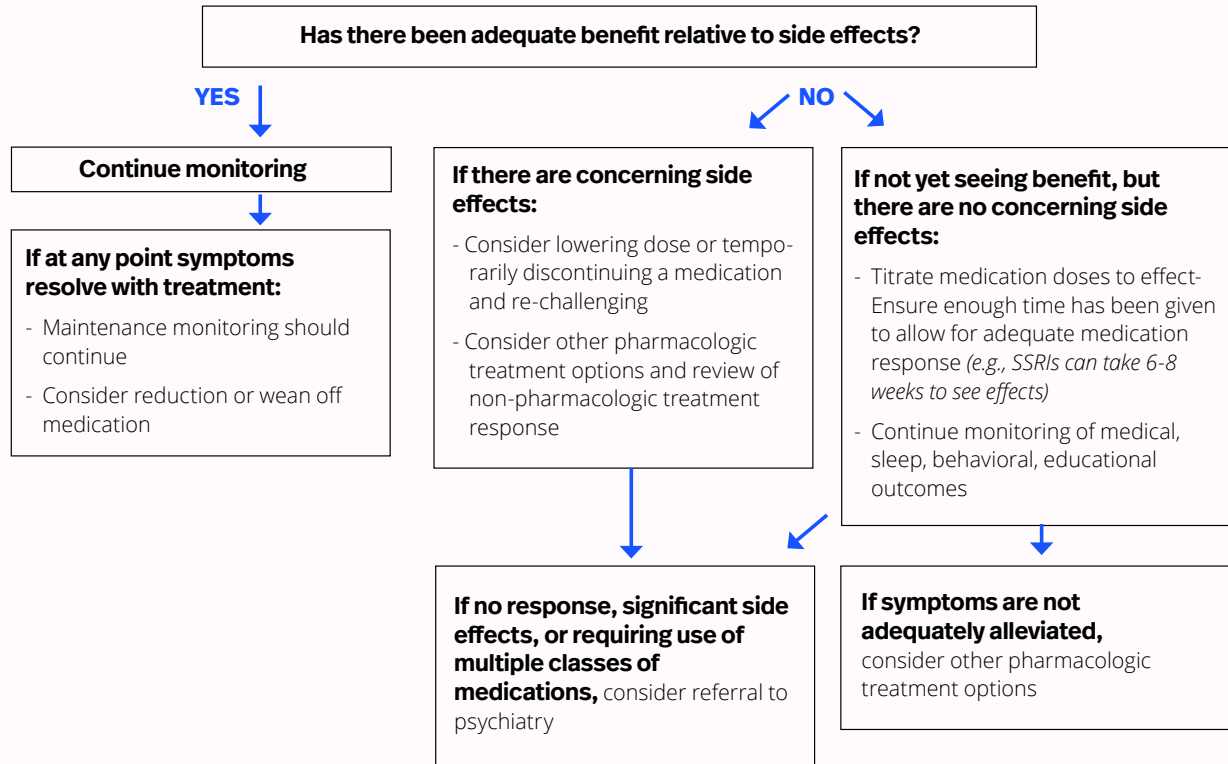 Has there been adequate benefit relative to side effects?
YES
NO
Continue monitoring
If at any point symptoms
resolve with treatment:
- Maintenance monitoring should
continue
- Consider reduction or wean off
medication
If there are concerning side
effects:
- Consider lowering dose or tempo-
rarily discontinuing a medication
and re-challenging
- Consider other pharmacologic
treatment options and review of
non-pharmacologic treatment
response
If not yet seeing benefit, but
there are no concerning side
effects:
- Titrate medication doses to effect-
Ensure enough time has been given
to allow for adequate medication
response (e.g., SSRIs can take 6-8
weeks to see effects)
- Continue monitoring of medical,
sleep, behavioral, educational
outcomes
If no response, significant side
effects, or requiring use of
multiple classes of
medications, consider referral to
psychiatry
If symptoms are not
adequately alleviated,
consider other pharmacologic
treatment options